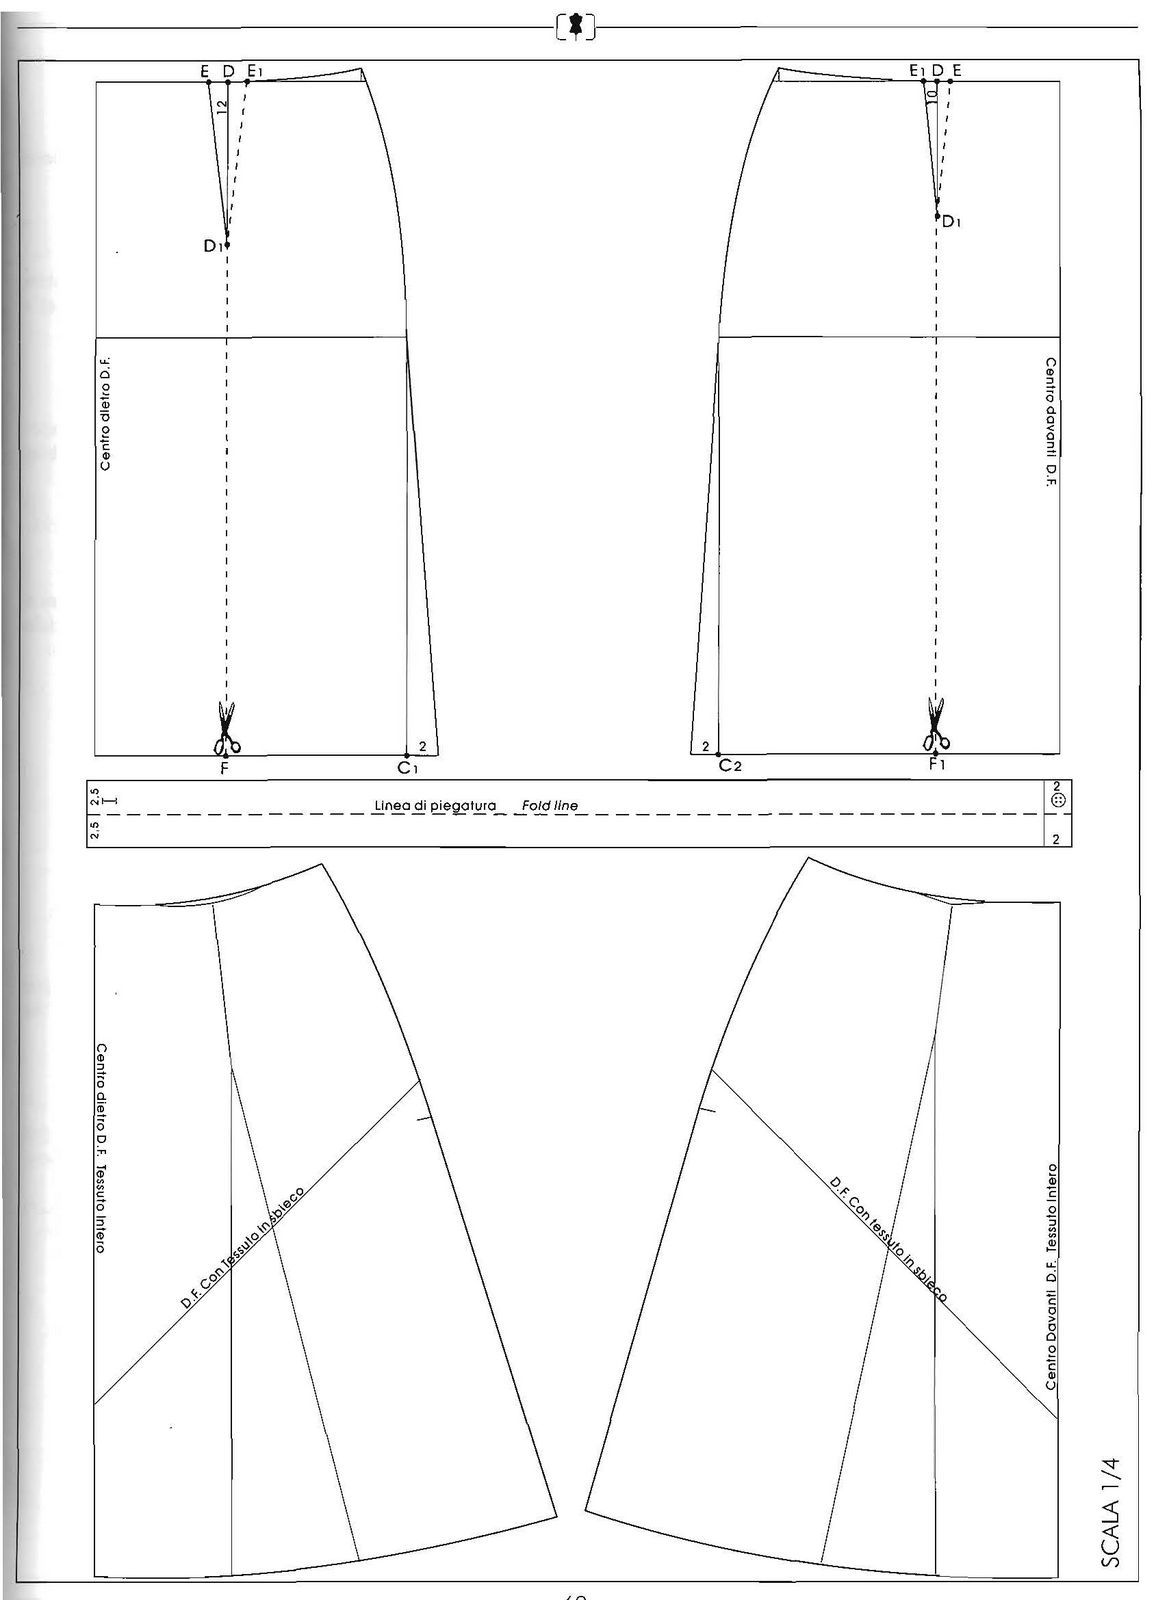 E D E1
E1 D E
12
10
D1
D1
Centro dietro D.F.
Centro davanti D.F.
2
2
F
C1
C2
F1
2,5
2,5
Linea di piegatura Fold line
2
2
Centro dietro D.F. Tessuto Intero
D.F. Con Tessuto in sbieco
D.F. Con tessuto in sbieco
Centro Davanti D.F. Tessuto Intero
SCALA 1/4